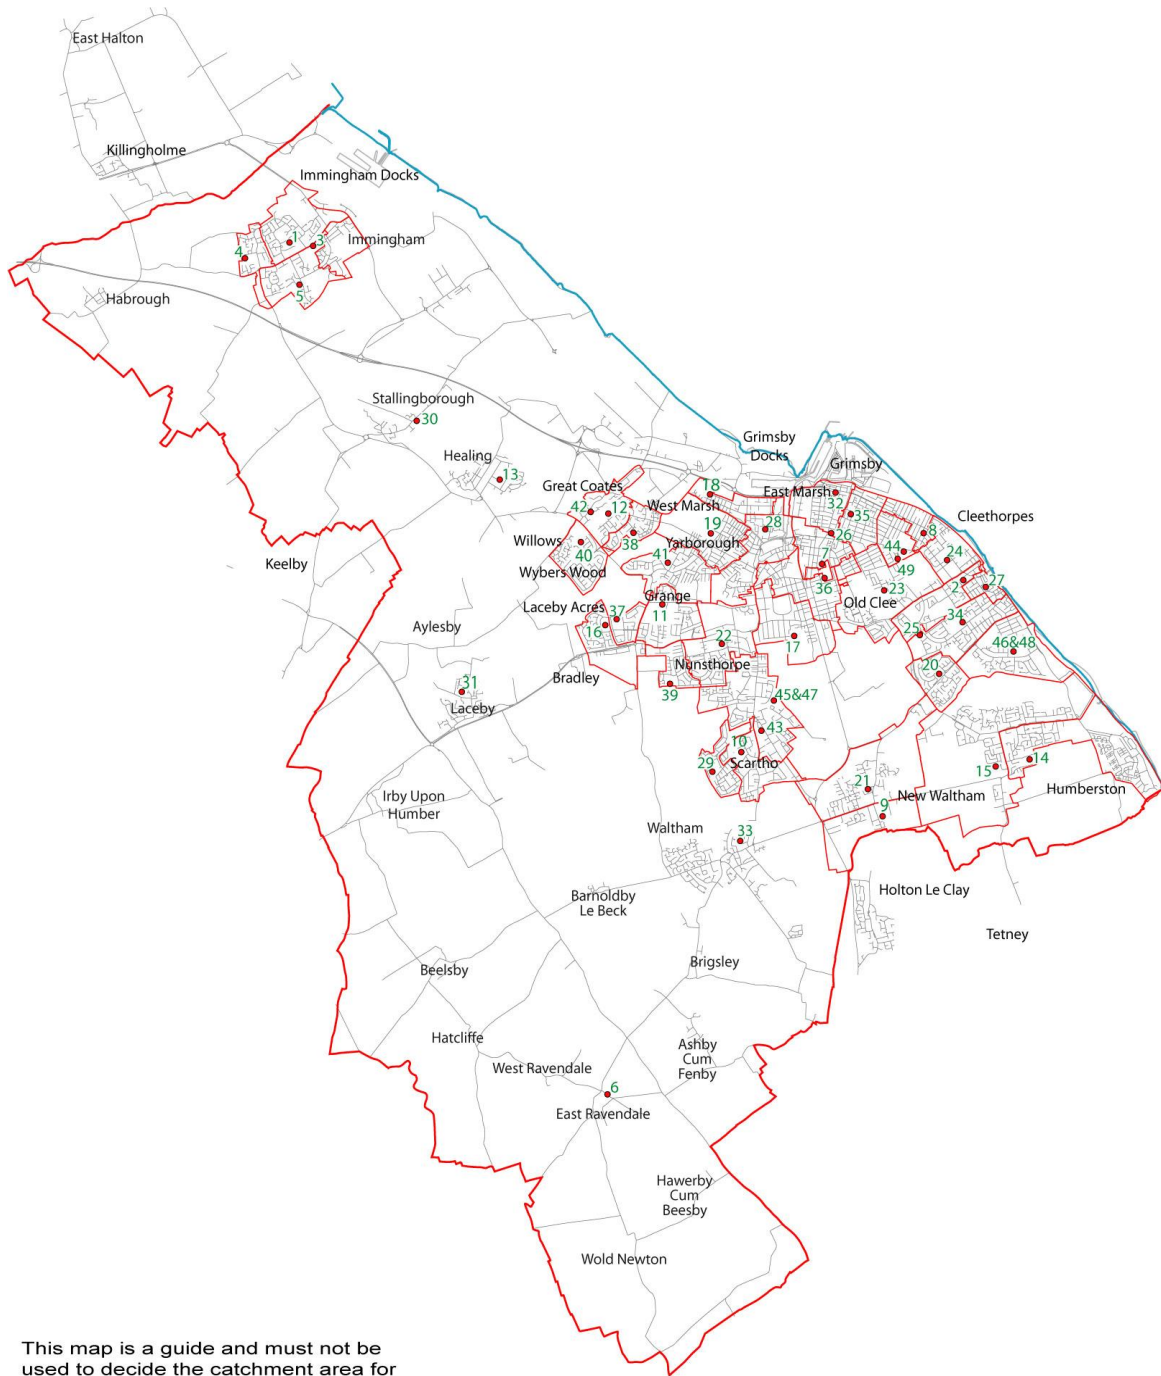 East Halton
Killingholme
Immingham Docks
1
3
Immingham
4
5
Habrough
Stallingborough
30
Grimsby
Docks
Healing
Grimsby
13
Great Coates
18
East Marsh
42
12
West Marsh
32
35
Cleethorpes
19
28
Willows
38
Yarborough
26
8
40
41
44
24
Keelby
Wybers Wood
7
49
36
23
2
27
Grange
Old Clee
Laceby Acres
37
11
34
Aylesby
16
17
25
22
46&48
Nunsthorpe
20
Bradley
31
39
45&47
Laceby
43
10
29
Scartho
15
14
21
Irby Upon
Humber
New Waltham
Humberston
9
Waltham
33
Barnoldby
Le Beck
Holton Le Clay
Tetney
Beelsby
Brigsley
Hatcliffe
Ashby
Cum
Fenby
West Ravendale
6
East Ravendale
Hawerby
Cum
Beesby
Wold Newton
This map is a guide and must not be
used to decide the catchment area for